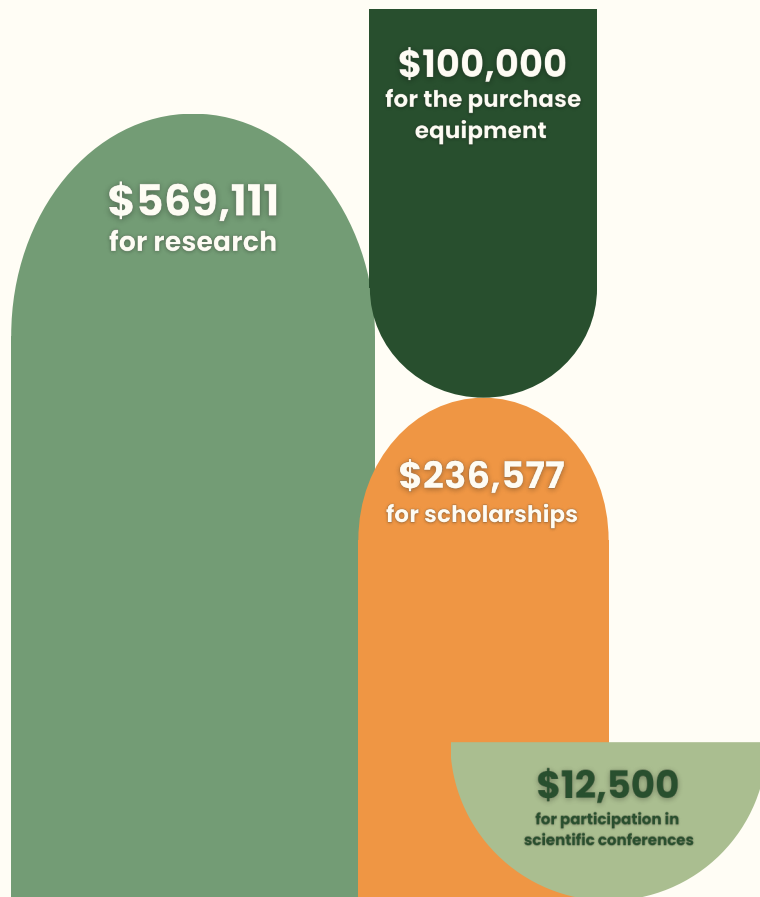 $100,000
for the purchase
equipment
$569,111
for research
$236,577
for scholarships
$12,500
for participation in
scientific conferences